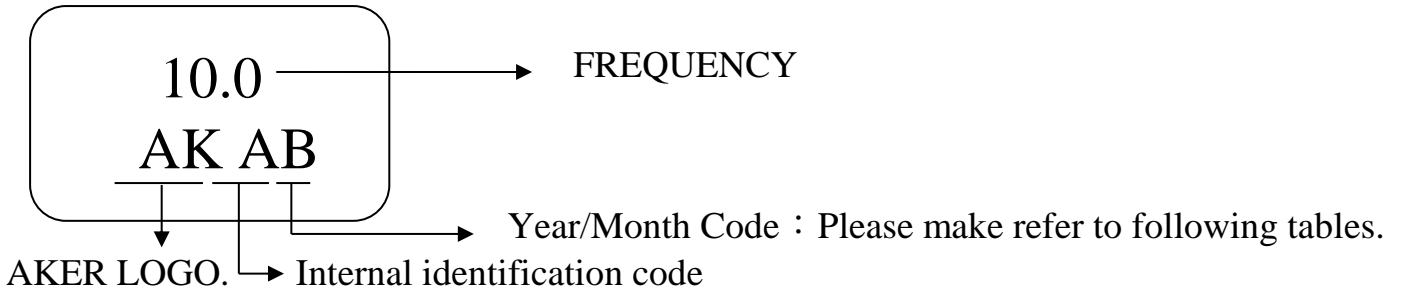 10.0 FREQUENCY
AK AB
Year/Month Code：Please make refer to following tables.
AKER LOGO. Internal identification code